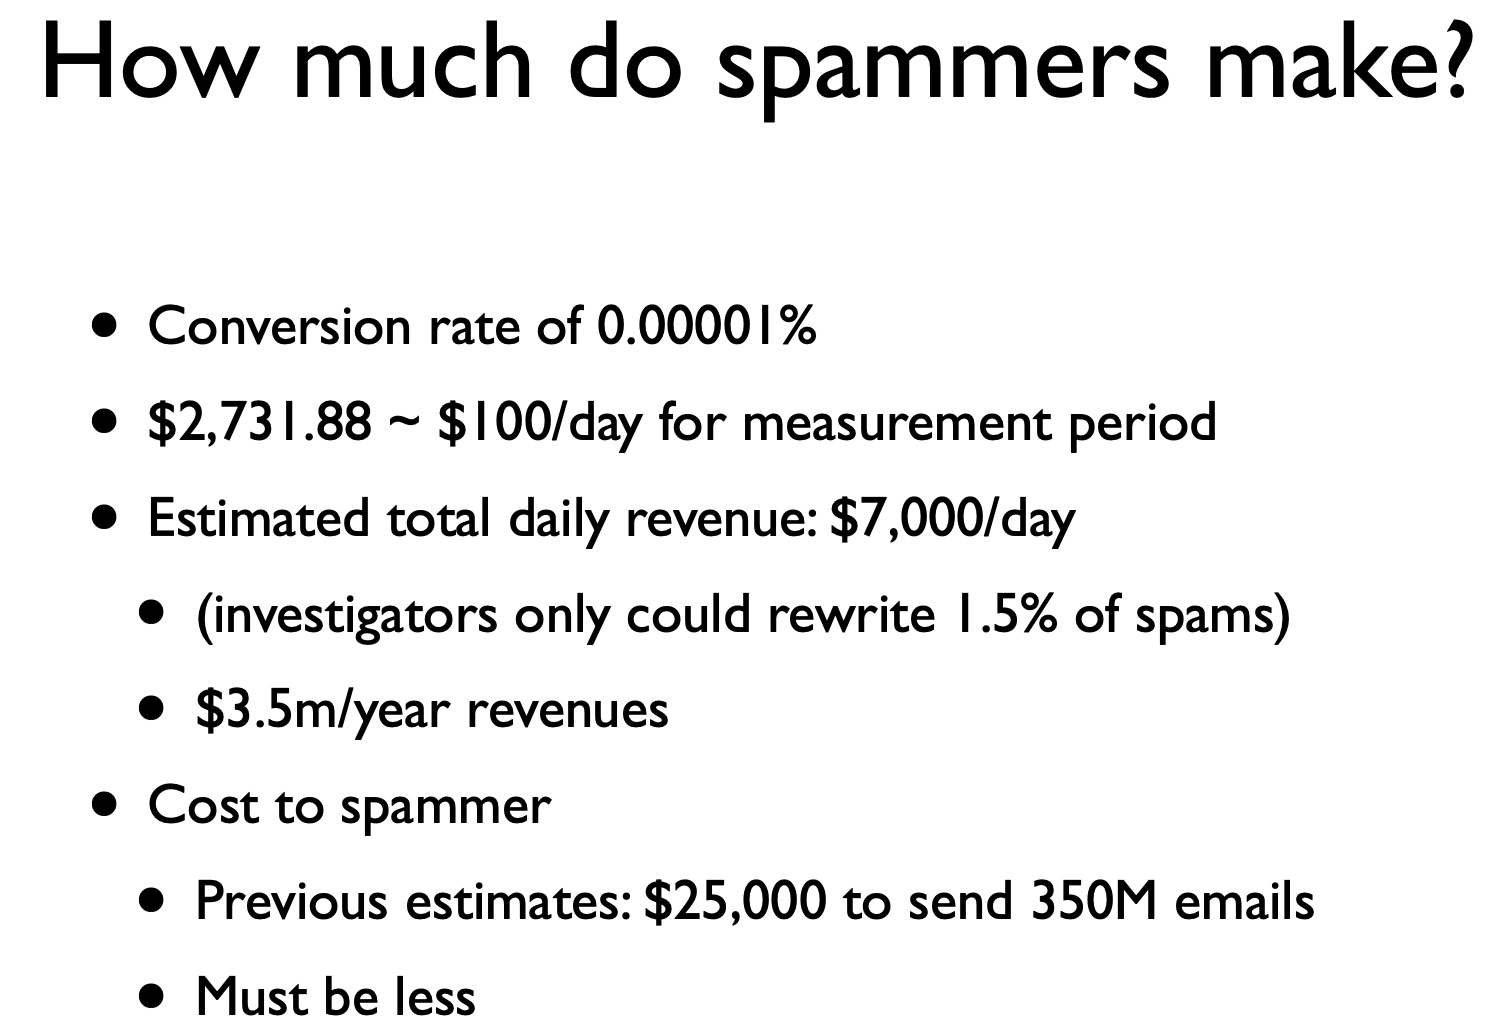 How much do spammers make?
• Conversion rate of 0.00001%
• $2,731.88 ~ $100/day for measurement period
• Estimated total daily revenue: $7,000/day
• (investigators only could rewrite 1.5% of spams)
• $3.5m/year revenues
• Cost to spammer
• Previous estimates: $25,000 to send 350M emails
• Must be less